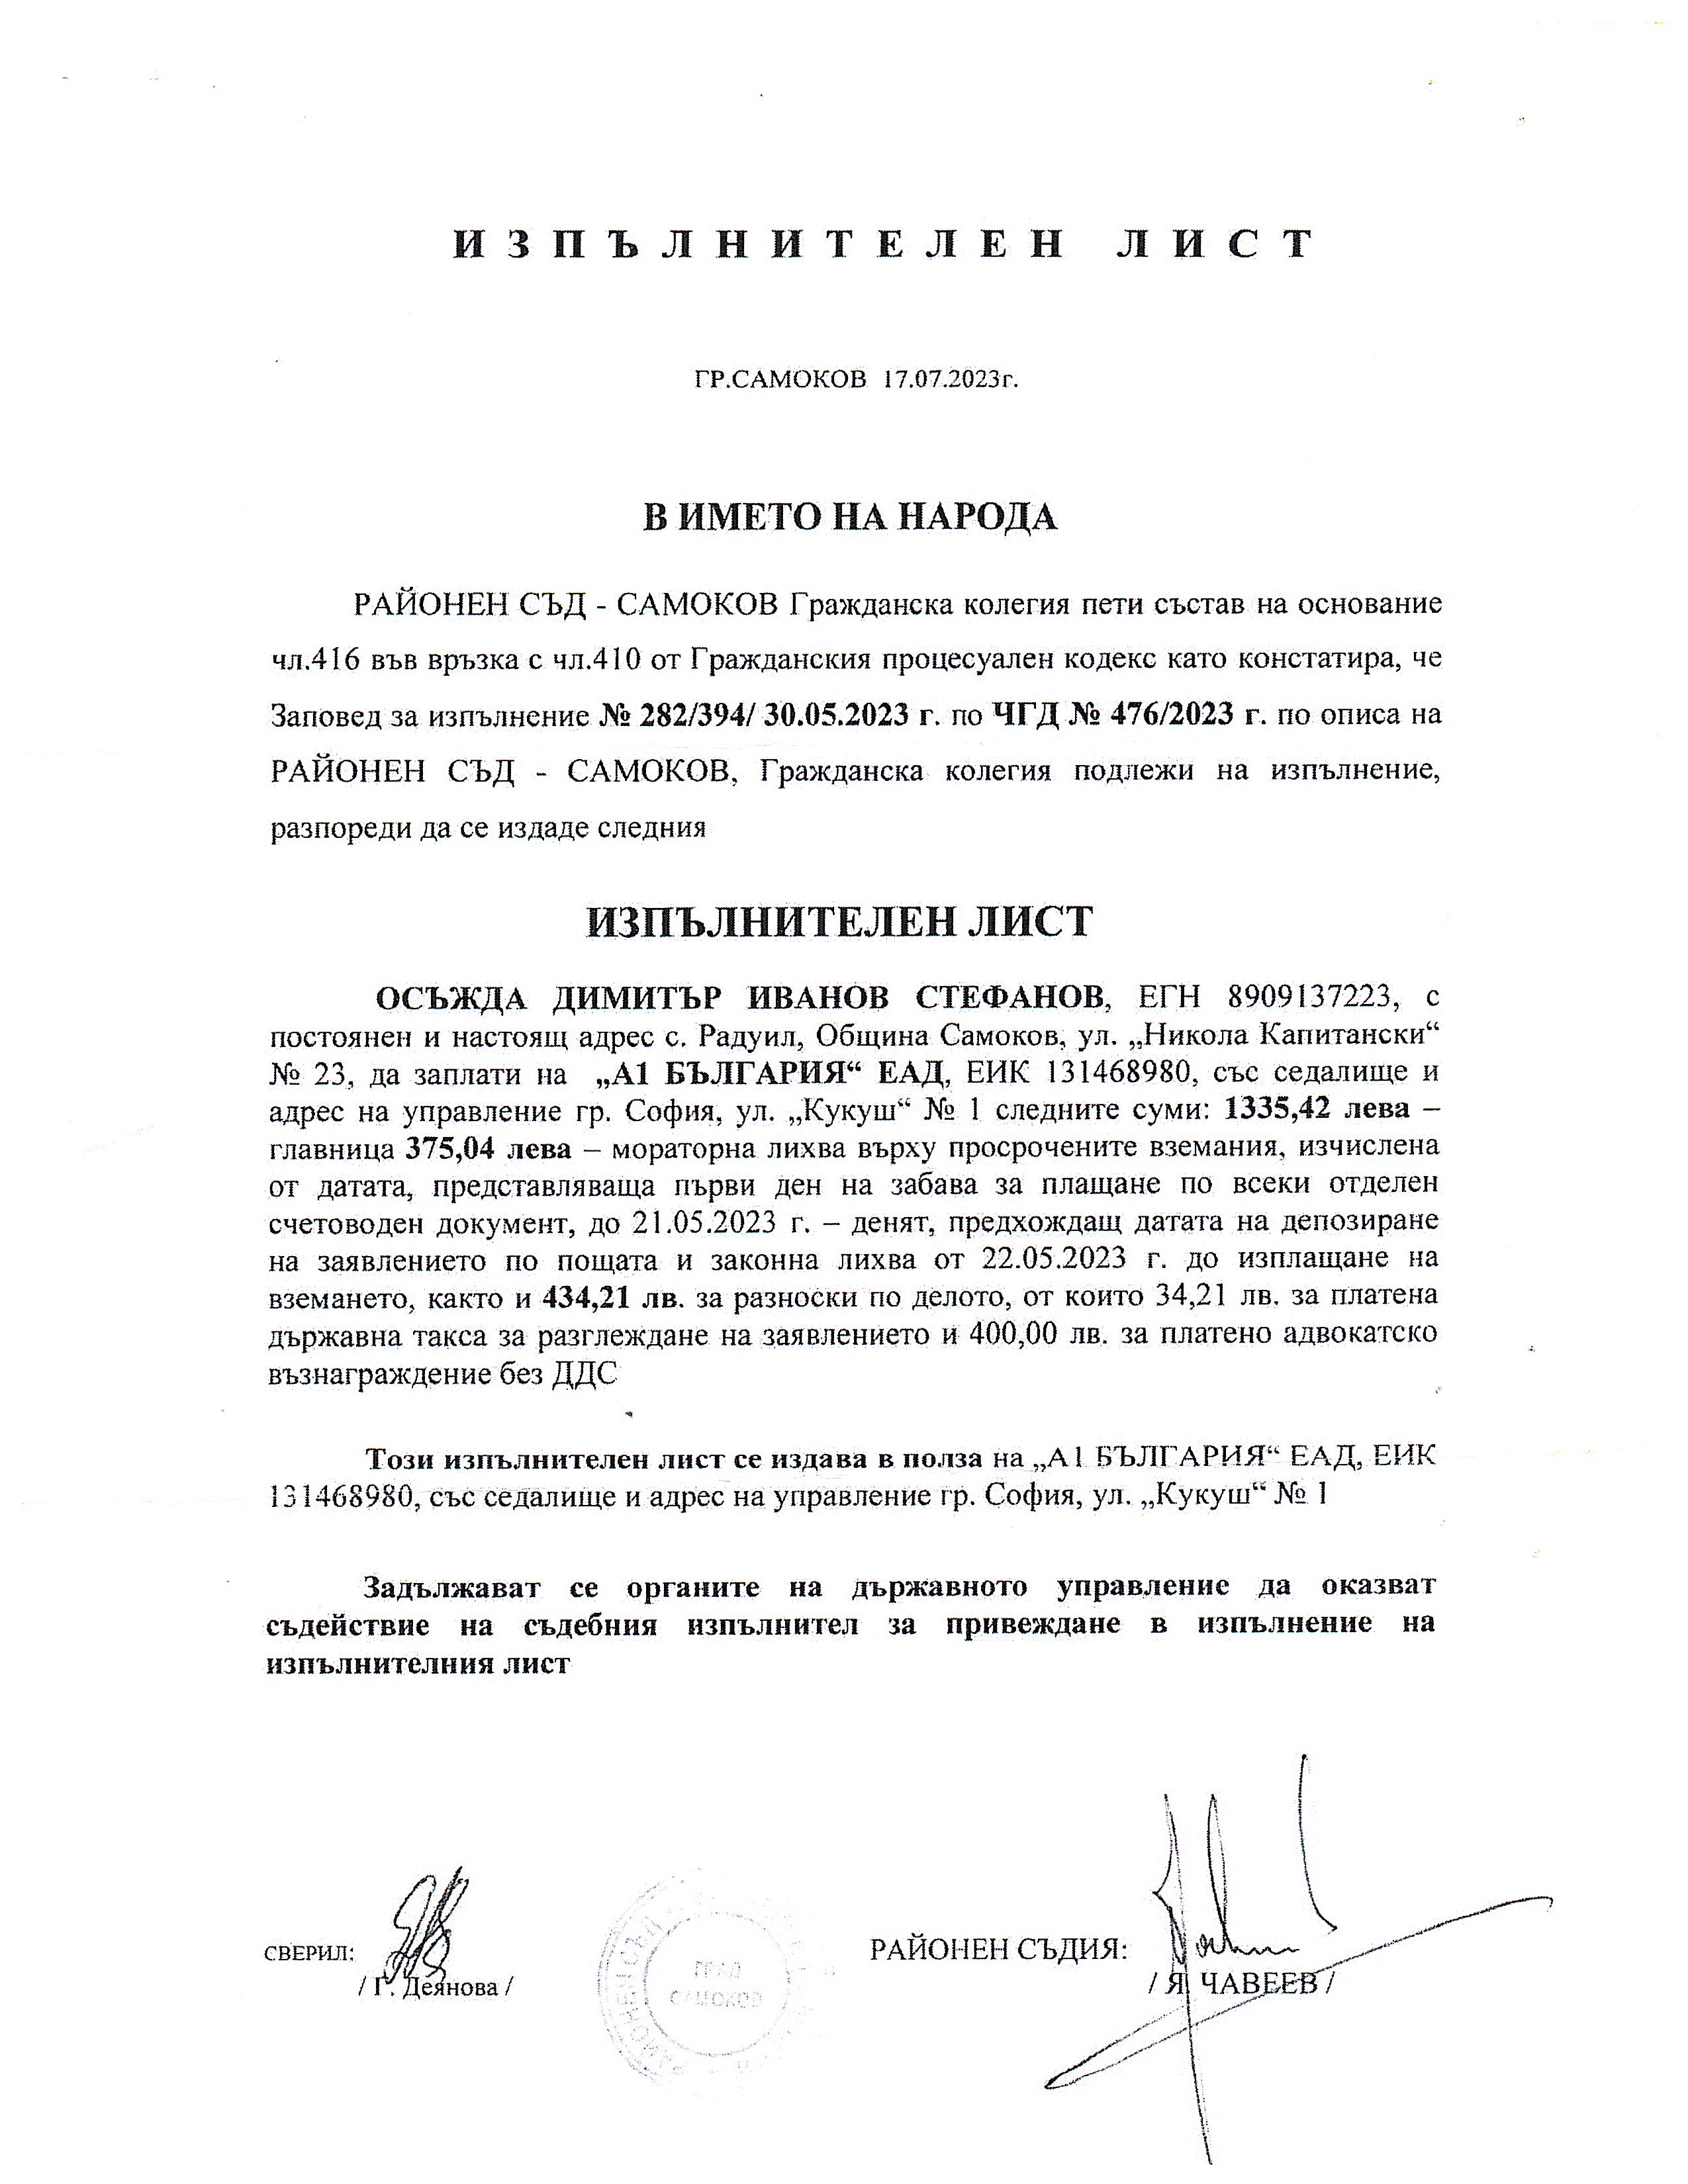 ИЗПЪЛНИТЕЛЕН ЛИСТ
ГР.САМОКОВ 17.07.2023г.
В ИМЕТО НА НАРОДА
РАЙОНЕН СЪД - САМОКОВ Гражданска колегия пети състав на основание
чл.416 във връзка с чл.410 от Гражданския процесуален кодекс като констатира, че
Заповед за изпълнение № 282/394/ 30.05.2023 г. по ЧГД № 476/2023 г. по описа на
РАЙОНЕН СЪД - САМОКОВ, Гражданска колегия подлежи на изпълнение,
разпореди да се издаде следния
ИЗПЪЛНИТЕЛЕН ЛИСТ
ОСЪЖДА ДИМИТЪР ИВАНОВ СТЕФАНОВ, ЕГН 8909137223, с
постоянен и настоящ адрес с. Радуил, Община Самоков, ул. „Никола Капитански“
№ 23, да заплати на „А1 БЪЛГАРИЯ“ ЕАД, ЕИК 131468980, със седалище и
адрес на управление гр. София, ул. „Кукуш“ № 1 следните суми: 1335,42 лева –
главница 375,04 лева – мораторна лихва върху просрочените вземания, изчислена
от датата, представляваща първи ден на забава за плащане по всеки отделен
счетоводен документ, до 21.05.2023 г. – денят, предхождащ датата на депозиране
на заявлението по пощата и законна лихва от 22.05.2023 г. до изплащане на
вземането, както и 434,21 лв. за разноски по делото, от които 34,21 лв. за платена
държавна такса за разглеждане на заявлението и 400,00 лв. за платено адвокатско
възнаграждение без ДДС
Този изпълнителен лист се издава в полза на „А1 БЪЛГАРИЯ“ ЕАД, ЕИК
131468980, със седалище и адрес на управление гр. София, ул. „Кукуш“ № 1
Задължават се органите на държавното управление да оказват
съдействие на съдебния изпълнител за привеждане в изпълнение на
изпълнителния лист
СВЕРИЛ:
/ Г. Деянова /
РАЙОНЕН СЪД
ГРАД
САМОКОВ
РАЙОНЕН СЪДИЯ:
/ Я. ЧАВЕЕВ /